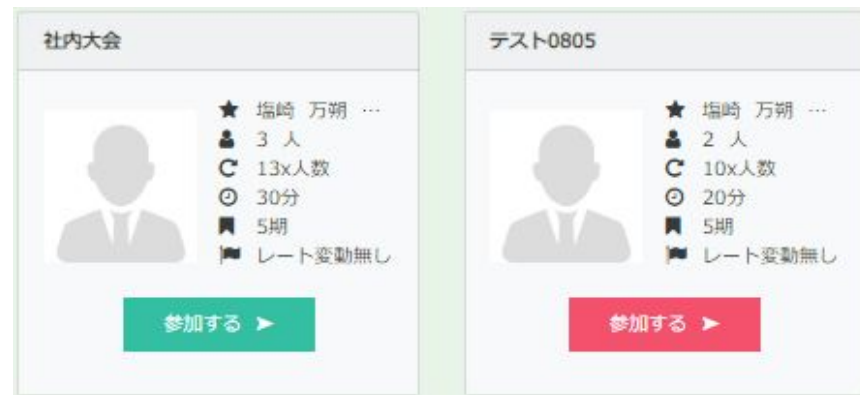 社内大会
塩崎 万朔 …
3 人
13x人数
30分
5期
レート変動無し
参加する
テスト0805
塩崎 万朔 …
2 人
10x人数
20分
5期
レート変動無し
参加する